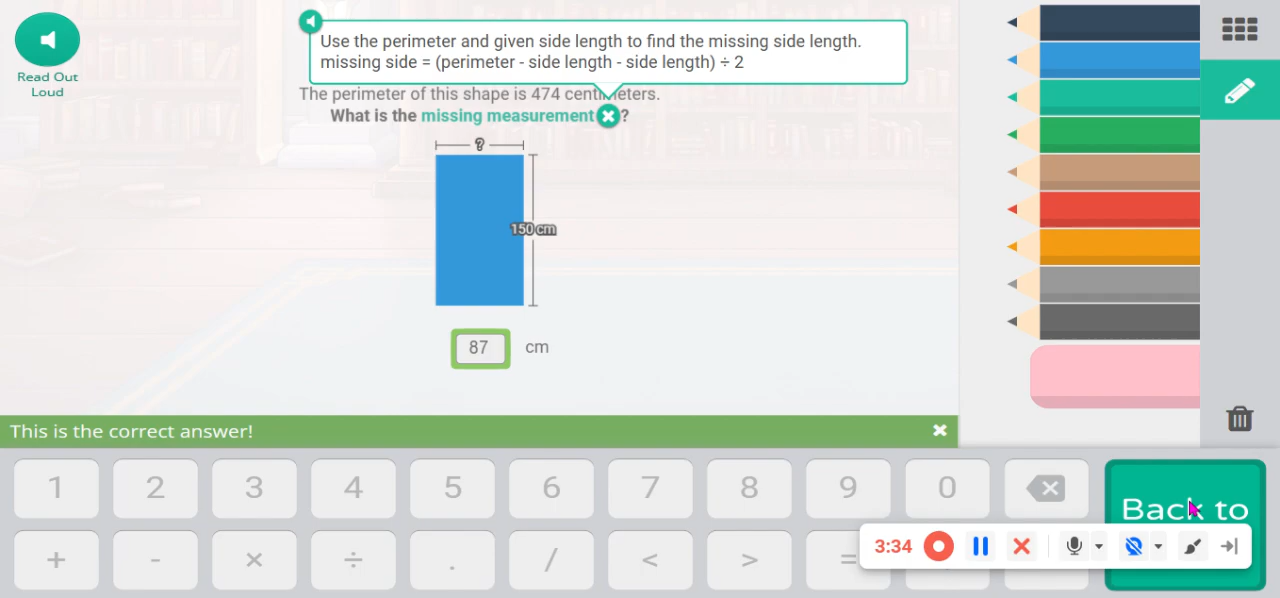 Read Out
Loud
Use the perimeter and given side length to find the missing side length.
missing side = (perimeter - side length - side length) ÷ 2
The perimeter of this shape is 474 centimeters.
What is the missing measurement ?
?
150 cm
87 cm
This is the correct answer!
1 2 3 4 5 6 7 8 9 0
Back to
+ - × ÷ . / < > =
3:34